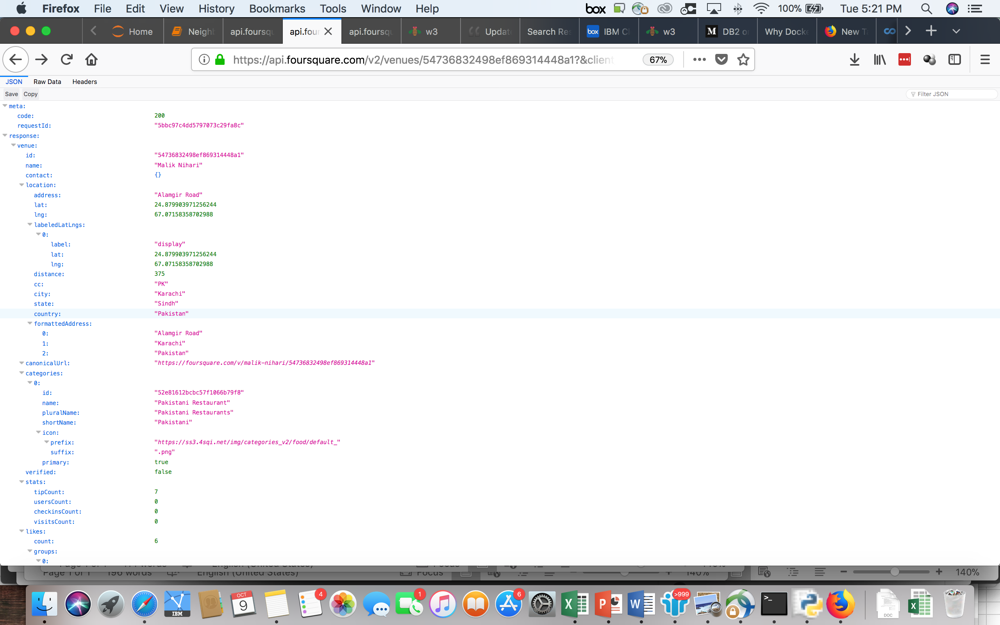 Firefox File Edit View History Bookmarks Tools Window Help box 100% Tue 5:21 PM
Home Neigh api.foursqu api.four api.foursqu w3 Updat Search Res box IBM C w3 M DB2 o Why Docke New T
https://api.foursquare.com/v2/venues/54736832498ef869314448a1?&client 67%
JSON Raw Data Headers
Save Copy Filter JSON
meta:
code: 200
requestId: "5bbc97c4dd5797073c29fa8c"
response:
venue:
id: "54736832498ef869314448a1"
name: "Malik Nihari"
contact: {}
location:
address: "Alamgir Road"
lat: 24.879903971256244
lng: 67.07158358702988
labeledLatLngs:
0:
label: "display"
lat: 24.879903971256244
lng: 67.07158358702988
distance: 375
cc: "PK"
city: "Karachi"
state: "Sindh"
country: "Pakistan"
formattedAddress:
0: "Alamgir Road"
1: "Karachi"
2: "Pakistan"
canonicalUrl: "https://foursquare.com/v/malik-nihari/54736832498ef869314448a1"
categories:
0:
id: "52e81612bcbc57f1066b79f8"
name: "Pakistani Restaurant"
pluralName: "Pakistani Restaurants"
shortName: "Pakistani"
icon:
prefix: "https://ss3.4sqi.net/img/categories_v2/food/default_"
suffix: ".png"
primary: true
verified: false
stats:
tipCount: 7
usersCount: 0
checkinsCount: 0
visitsCount: 0
likes:
count: 6
groups:
0:
Page 1 of 1 196 words English (United States) Focus 140% 140%
IBM OCT 9 4 1 6 X P W >999 >_ DOC X